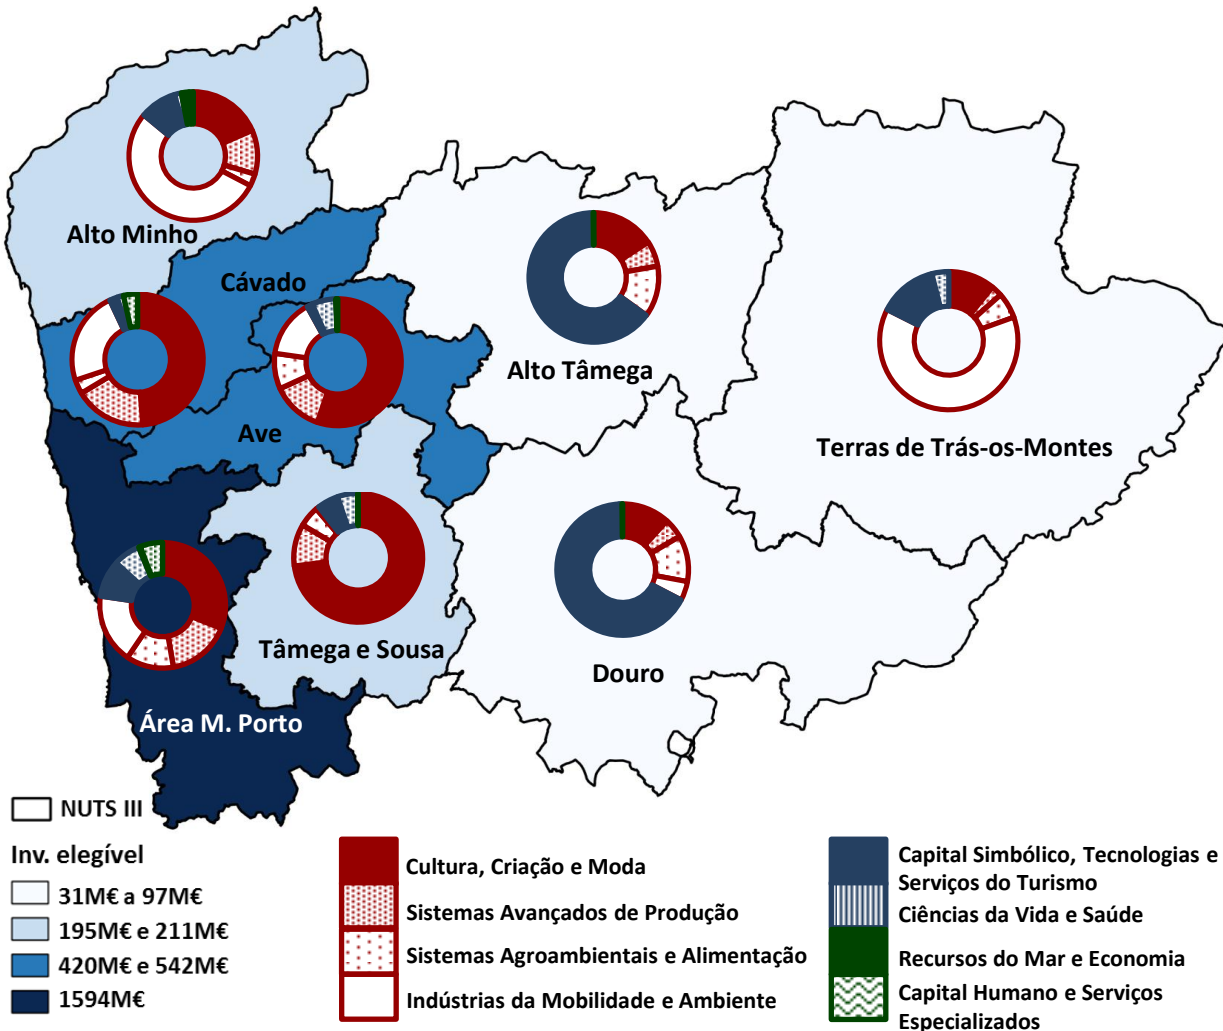 Alto Minho
Cávado
Ave
Alto Tâmega
Terras de Trás-os-Montes
Tâmega e Sousa
Douro
Área M. Porto
NUTS III
Inv. elegível
31M€ a 97M€
195M€ e 211M€
420M€ e 542M€
1594M€
Cultura, Criação e Moda
Sistemas Avançados de Produção
Sistemas Agroambientais e Alimentação
Indústrias da Mobilidade e Ambiente
Capital Simbólico, Tecnologias e
Serviços do Turismo
Ciências da Vida e Saúde
Recursos do Mar e Economia
Capital Humano e Serviços
Especializados